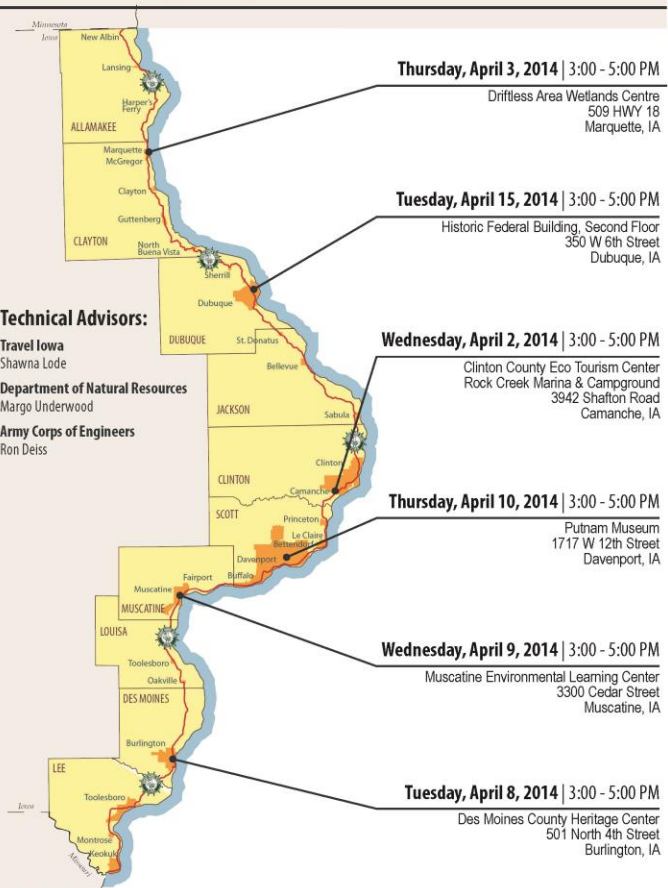 Minnesota
Iowa
New Albin
Lansing
Harper's
Ferry
ALLAMAKEE
Marquette
McGregor
Clayton
Guttenberg
CLAYTON
North
Buena Vista
Sherrill
Dubuque
DUBUQUE
St. Donatus
Bellevue
JACKSON
Sabula
CLINTON
Clinton
Camanche
SCOTT
Princeton
Le Claire
Bettendorf
Davenport
Buffalo
Fairport
Muscatine
MUSCATINE
LOUISA
Toolesboro
Oakville
DES MOINES
Burlington
LEE
Toolesboro
Iowa
Montrose
Keokuk
Missouri
Technical Advisors:
Travel Iowa
Shawna Lode
Department of Natural Resources
Margo Underwood
Army Corps of Engineers
Ron Deiss
Thursday, April 3, 2014 | 3:00 - 5:00 PM
Driftless Area Wetlands Centre
509 HWY 18
Marquette, IA
Tuesday, April 15, 2014 | 3:00 - 5:00 PM
Historic Federal Building, Second Floor
350 W 6th Street
Dubuque, IA
Wednesday, April 2, 2014 | 3:00 - 5:00 PM
Clinton County Eco Tourism Center
Rock Creek Marina & Campground
3942 Shafton Road
Camanche, IA
Thursday, April 10, 2014 | 3:00 - 5:00 PM
Putnam Museum
1717 W 12th Street
Davenport, IA
Wednesday, April 9, 2014 | 3:00 - 5:00 PM
Muscatine Environmental Learning Center
3300 Cedar Street
Muscatine, IA
Tuesday, April 8, 2014 | 3:00 - 5:00 PM
Des Moines County Heritage Center
501 North 4th Street
Burlington, IA